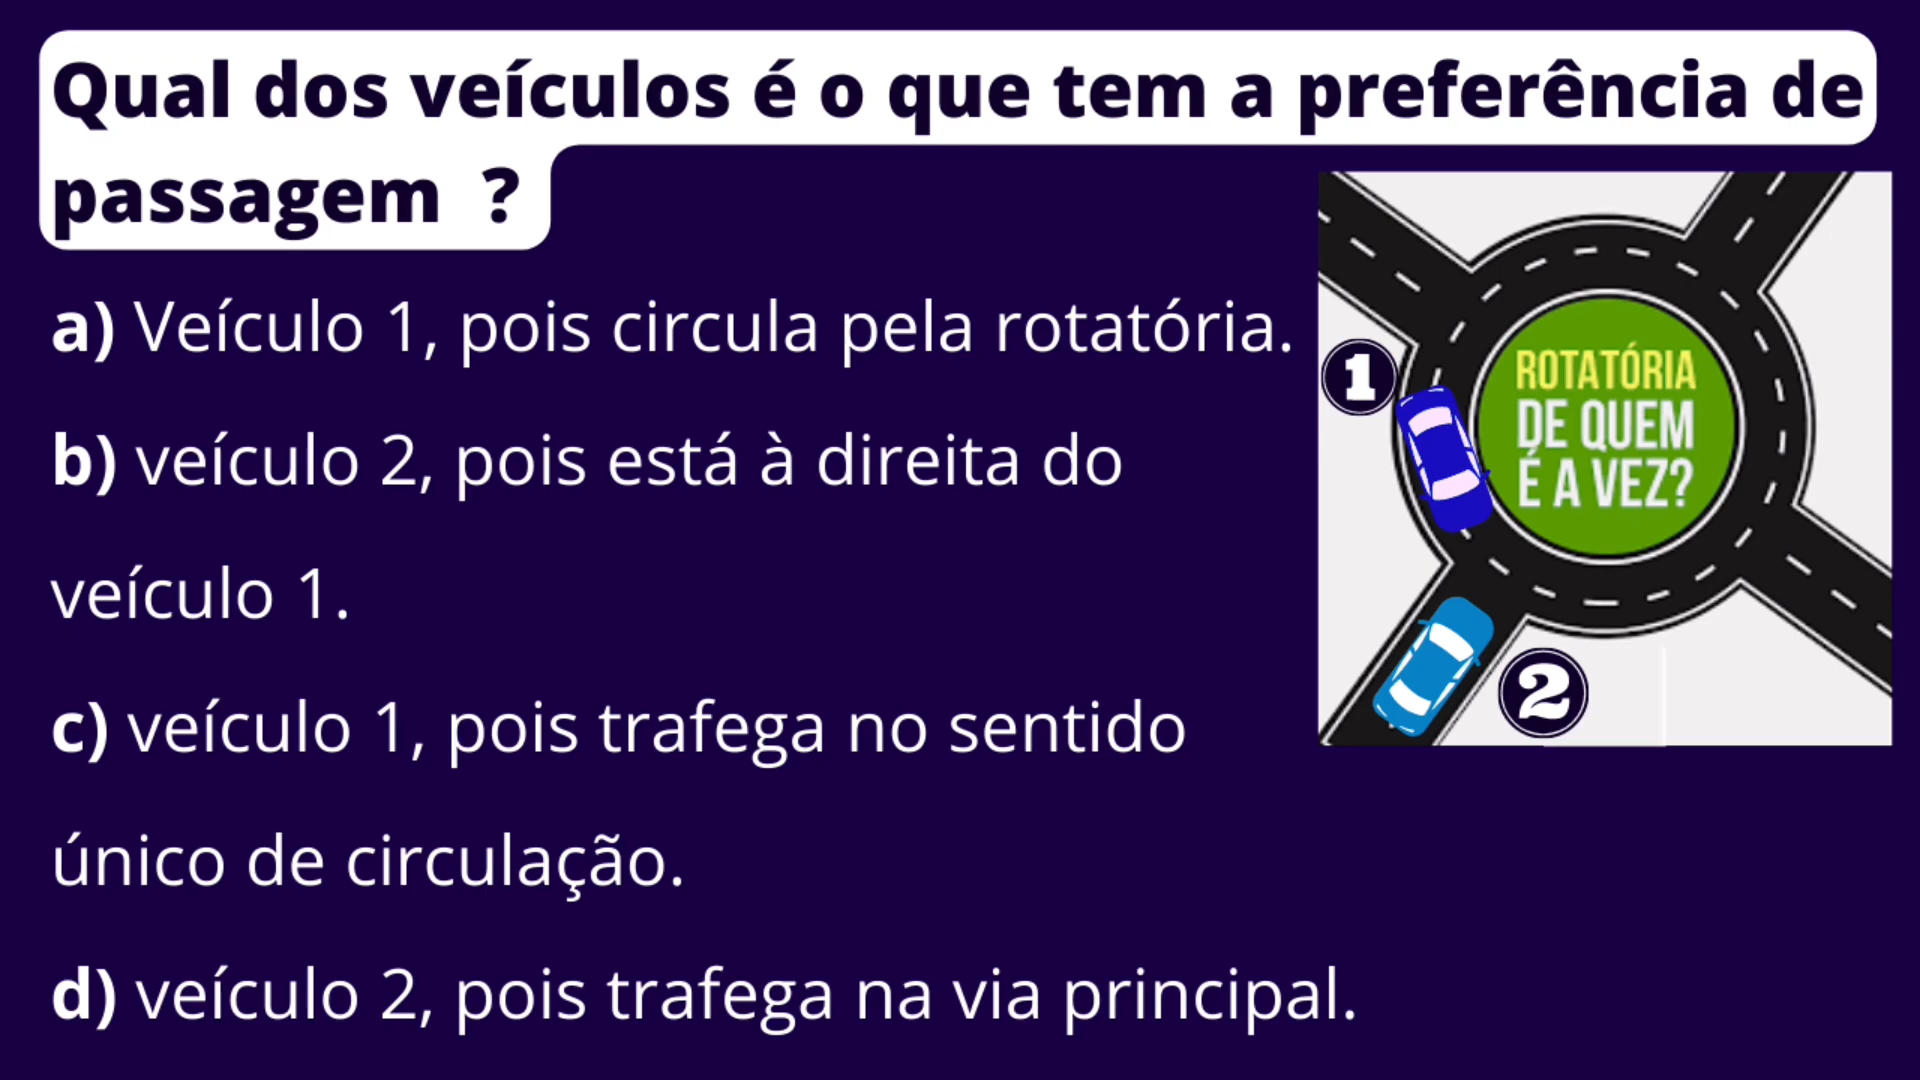 Qual dos veículos é o que tem a preferência de
passagem ?
a) Veículo 1, pois circula pela rotatória.
b) veículo 2, pois está à direita do
veículo 1.
c) veículo 1, pois trafega no sentido
único de circulação.
d) veículo 2, pois trafega na via principal.
1
ROTATÓRIA
DE QUEM
É A VEZ?
2